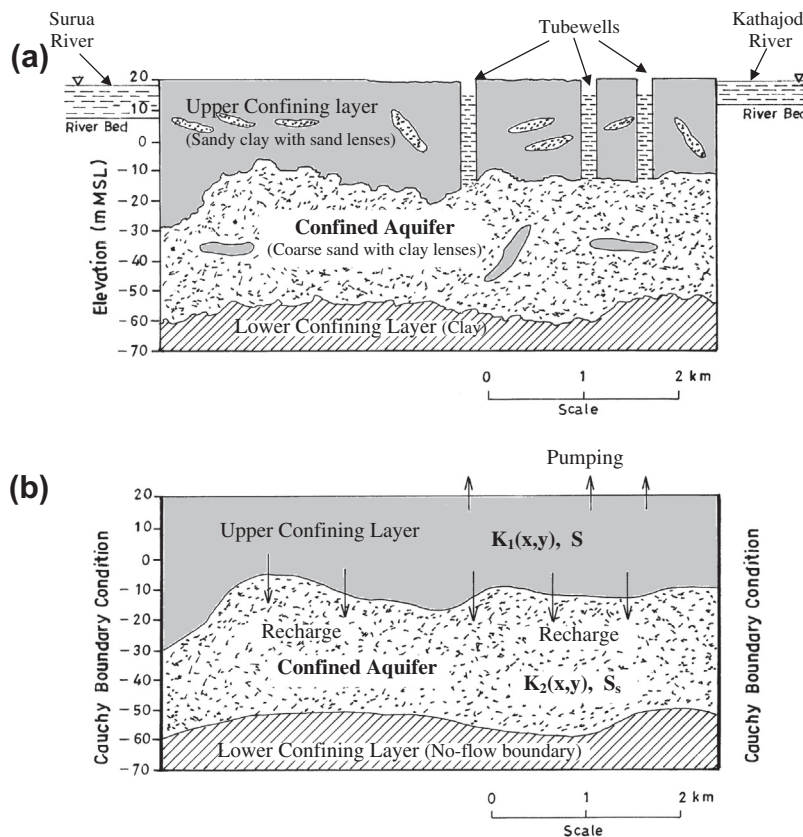 Surua
River
Tubewells
Kathajodi
River
(a)
20
10
0
-10
-20
-30
-40
-50
-60
-70
Elevation (mMSL)
River Bed
River Bed
Upper Confining layer
(Sandy clay with sand lenses)
Confined Aquifer
(Coarse sand with clay lenses)
Lower Confining Layer (Clay)
0 1 2 km
Scale
(b)
Pumping
20
10
0
-10
-20
-30
-40
-50
-60
-70
Cauchy Boundary Condition
Upper Confining Layer
K1(x,y), S
Recharge
Recharge
Confined Aquifer
K2(x,y), Ss
Lower Confining Layer (No-flow boundary)
Cauchy Boundary Condition
0 1 2 km
Scale